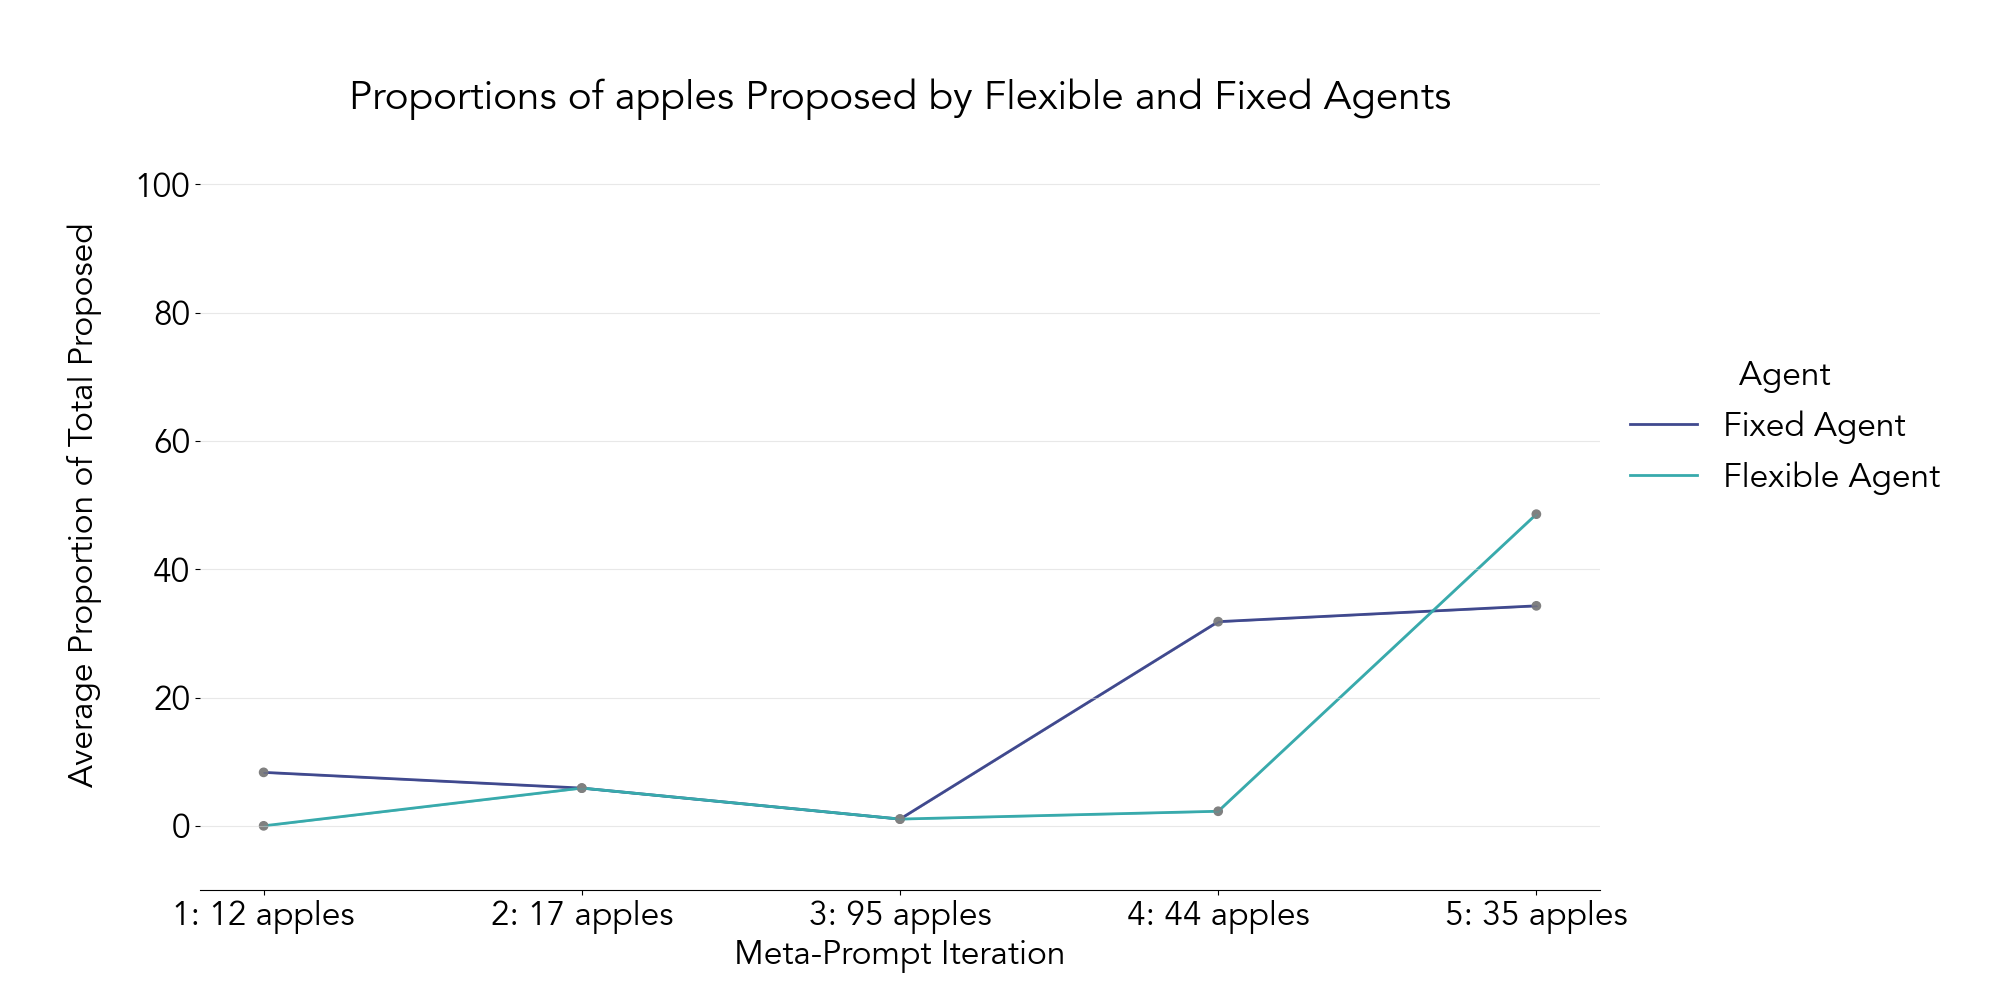 Proportions of apples Proposed by Flexible and Fixed Agents
Average Proportion of Total Proposed
100
80
60
40
20
0
1: 12 apples
2: 17 apples
3: 95 apples
4: 44 apples
5: 35 apples
Meta-Prompt Iteration
Agent
Fixed Agent
Flexible Agent